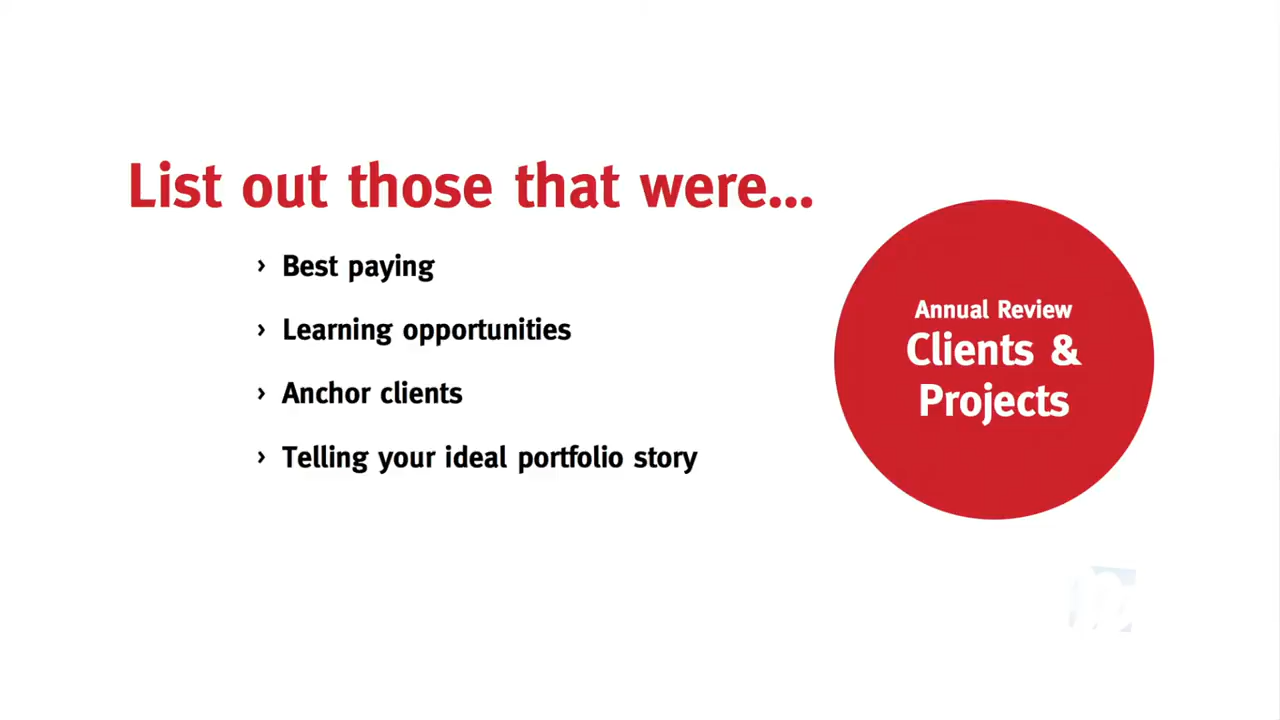 List out those that were...
› Best paying
› Learning opportunities
› Anchor clients
› Telling your ideal portfolio story
Annual Review
Clients &
Projects